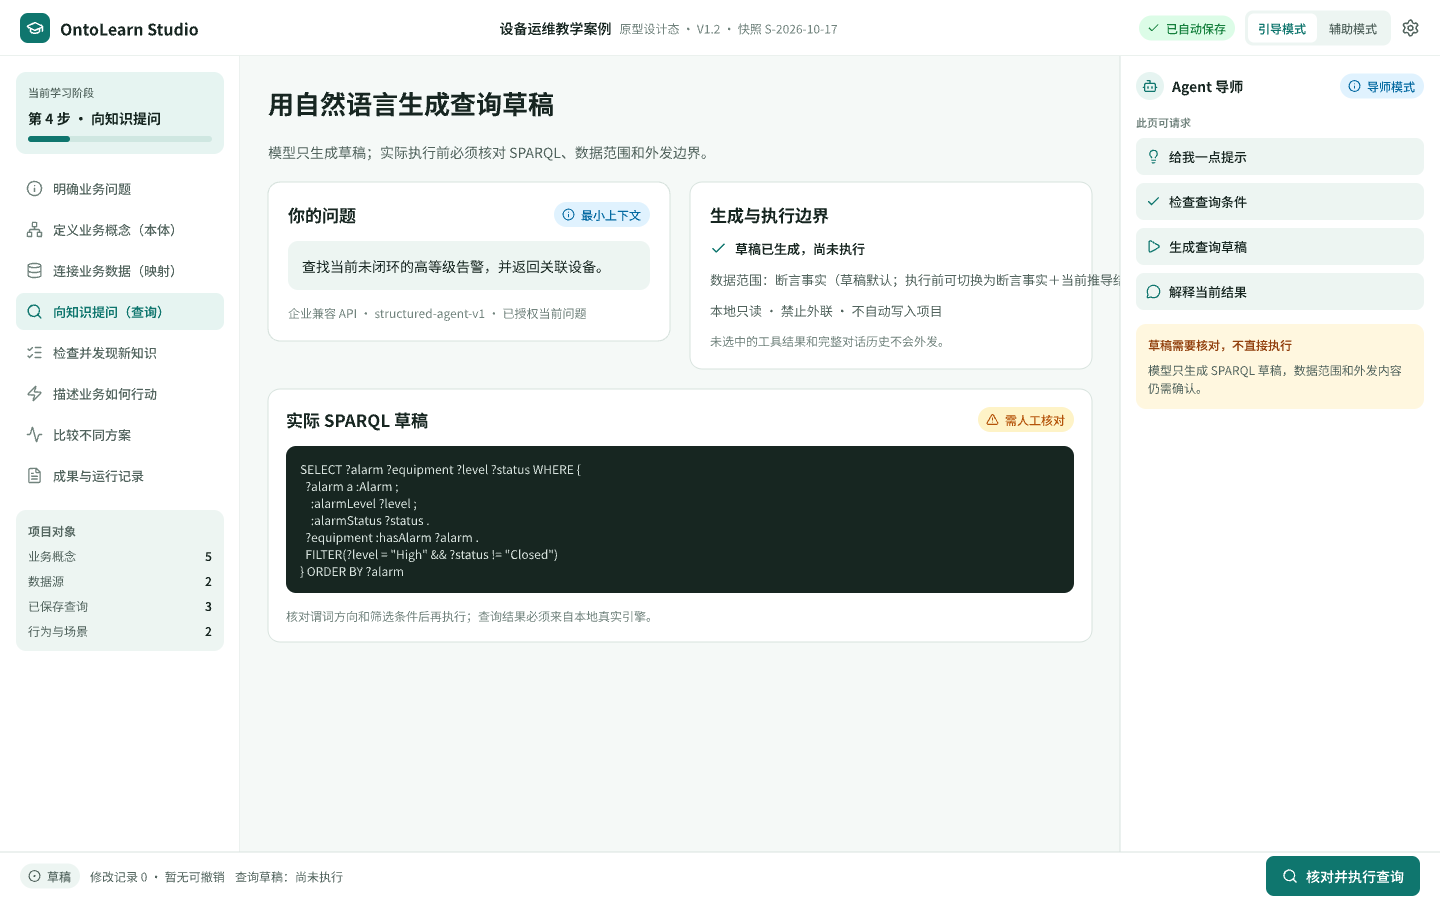 OntoLearn Studio
设备运维教学案例 原型设计态 · V1.2 · 快照 S-2026-10-17
已自动保存
引导模式
辅助模式
当前学习阶段
第 4 步 · 向知识提问
明确业务问题
定义业务概念（本体）
连接业务数据（映射）
向知识提问（查询）
检查并发现新知识
描述业务如何行动
比较不同方案
成果与运行记录
项目对象
业务概念 5
数据源 2
已保存查询 3
行为与场景 2
用自然语言生成查询草稿
模型只生成草稿；实际执行前必须核对 SPARQL、数据范围和外发边界。
你的问题
最小上下文
查找当前未闭环的高等级告警，并返回关联设备。
企业兼容 API · structured-agent-v1 · 已授权当前问题
生成与执行边界
草稿已生成，尚未执行
数据范围：断言事实（草稿默认；执行前可切换为断言事实＋当前推导
本地只读 · 禁止外联 · 不自动写入项目
未选中的工具结果和完整对话历史不会外发。
实际 SPARQL 草稿
需人工核对
SELECT ?alarm ?equipment ?level ?status WHERE {
?alarm a :Alarm ;
:alarmLevel ?level ;
:alarmStatus ?status .
?equipment :hasAlarm ?alarm .
FILTER(?level = "High" && ?status != "Closed")
} ORDER BY ?alarm
核对谓词方向和筛选条件后再执行；查询结果必须来自本地真实引擎。
Agent 导师
导师模式
此页可请求
给我一点提示
检查查询条件
生成查询草稿
解释当前结果
草稿需要核对，不直接执行
模型只生成 SPARQL 草稿，数据范围和外发内容
仍需确认。
草稿
修改记录 0 · 暂无可撤销
查询草稿：尚未执行
核对并执行查询